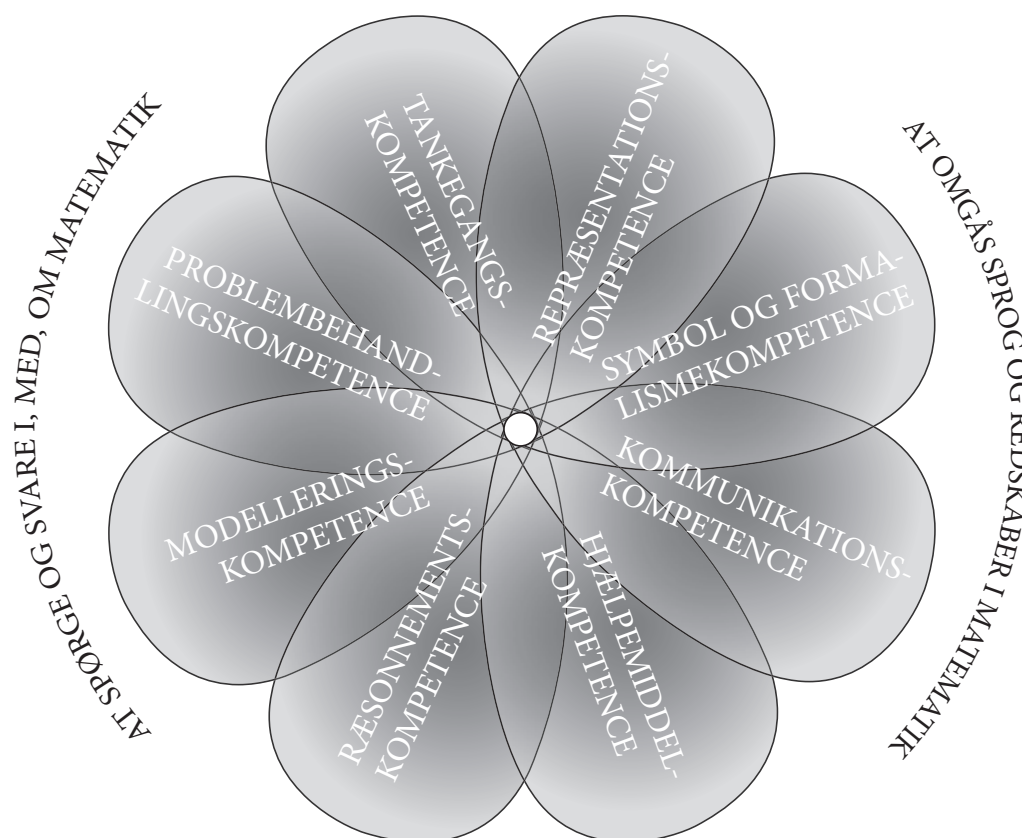 AT SPØRGE OG SVARE I, MED, OM MATEMATIK
TANKEGANGS-
KOMPETENCE
REPRÆSENTATIONS-
KOMPETENCE
PROBLEMBEHAND-
LINGSKOMPETENCE
SYMBOL OG FORMA-
LISMEKOMPETENCE
MODELLERINGS-
KOMPETENCE
KOMMUNIKATIONS-
KOMPETENCE
RÆSONNEMENTS-
KOMPETENCE
HJÆLPEMIDDEL-
KOMPETENCE
AT OMGÅS SPROG OG REDSKABER I MATEMATIK